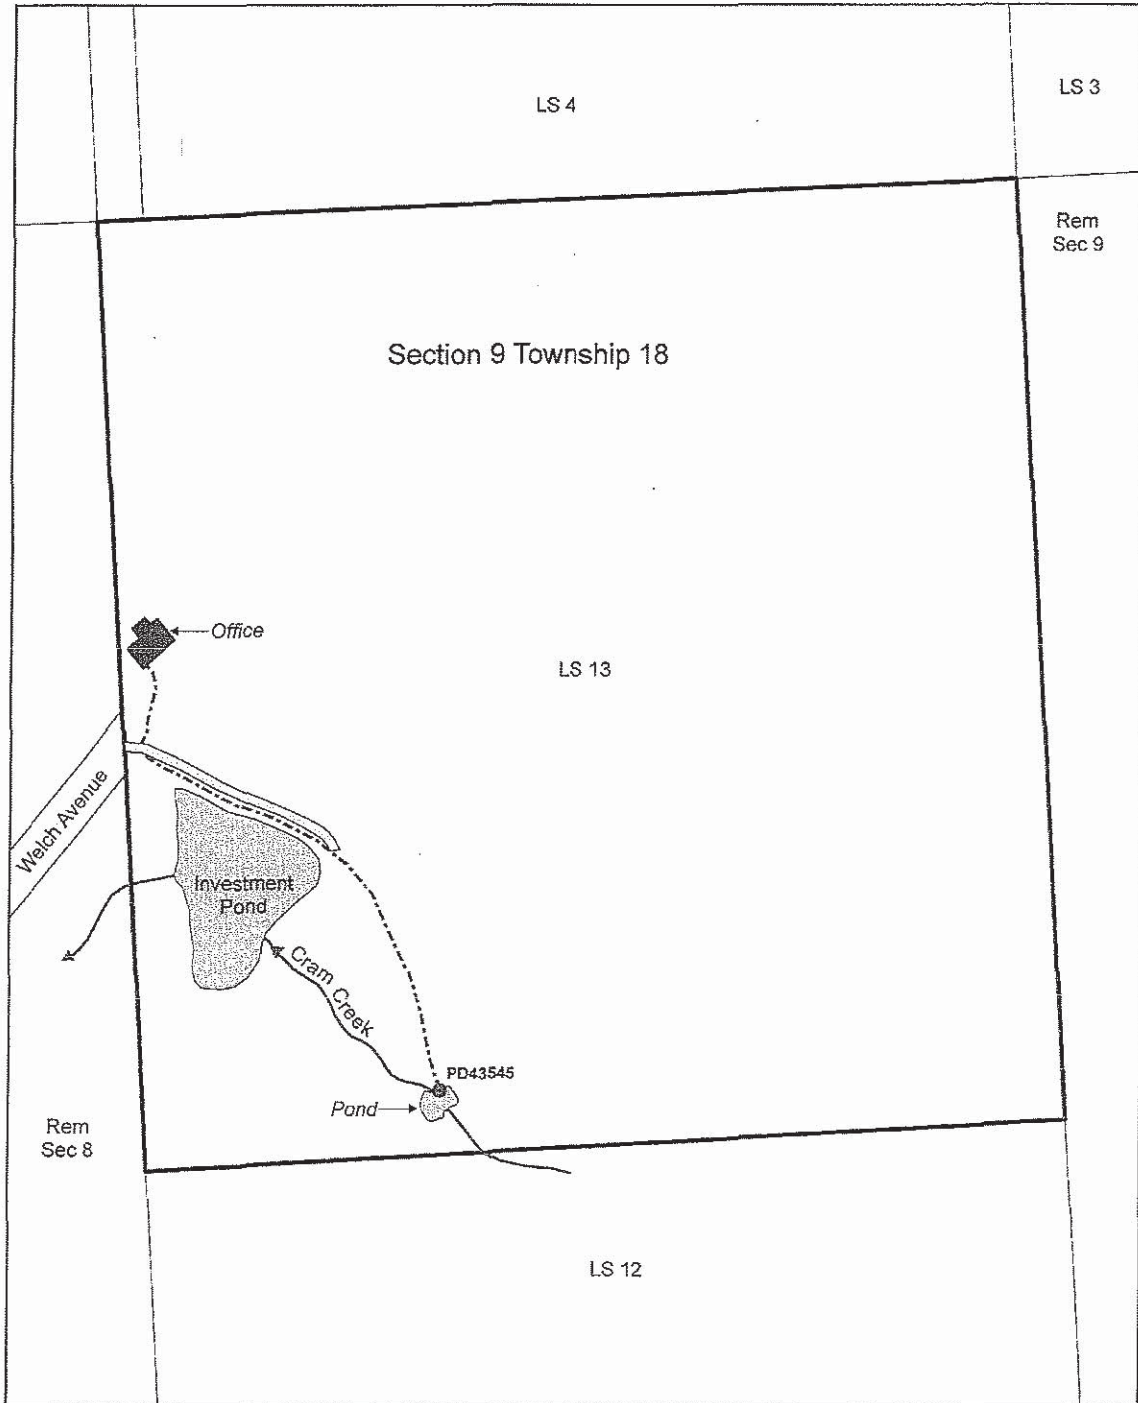 LS 4
LS 3
Rem
Sec 9
Section 9 Township 18
Office
LS 13
Welch Avenue
Investment
Pond
Cram Creek
PD43545
Pond
Rem
Sec 8
LS 12